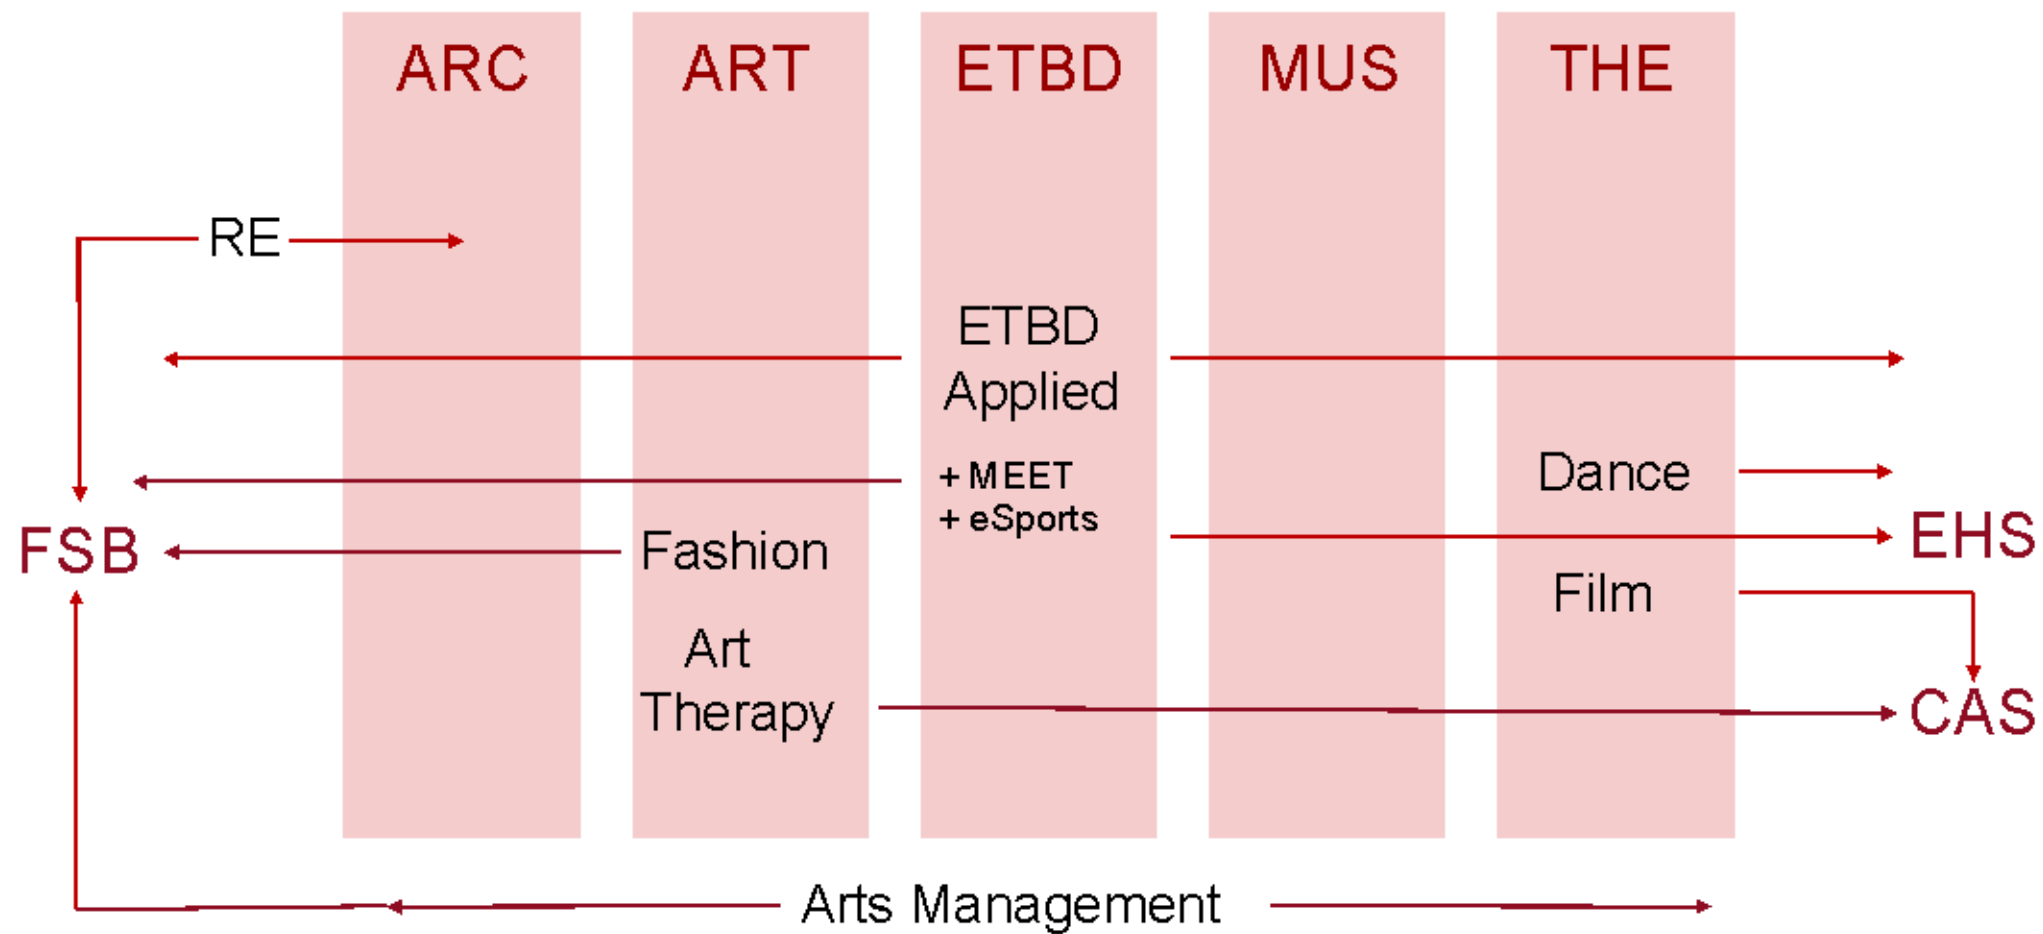 ARC ART ETBD MUS THE
RE
ETBD
Applied
+ MEET
+ eSports
Dance
FSB
Fashion
EHS
Film
Art
Therapy
CAS
Arts Management